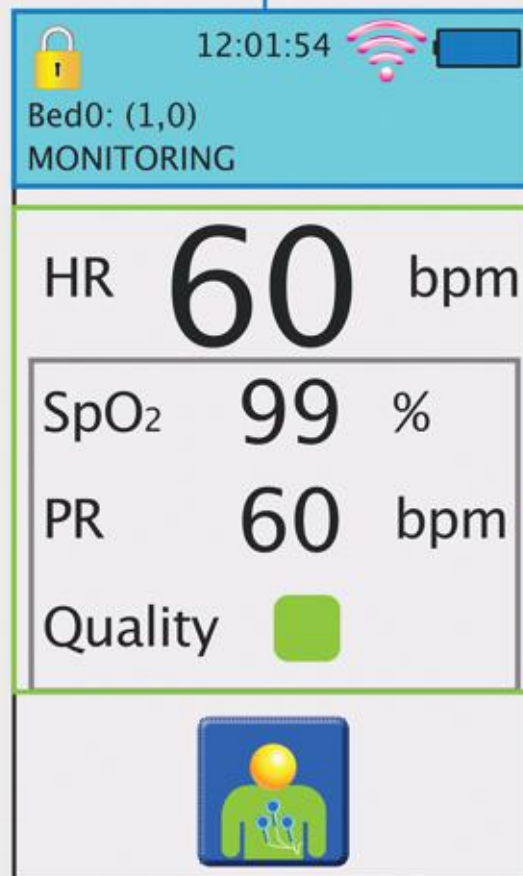 12:01:54
Bed0: (1,0)
MONITORING
HR 60 bpm
SpO₂ 99 %
PR 60 bpm
Quality